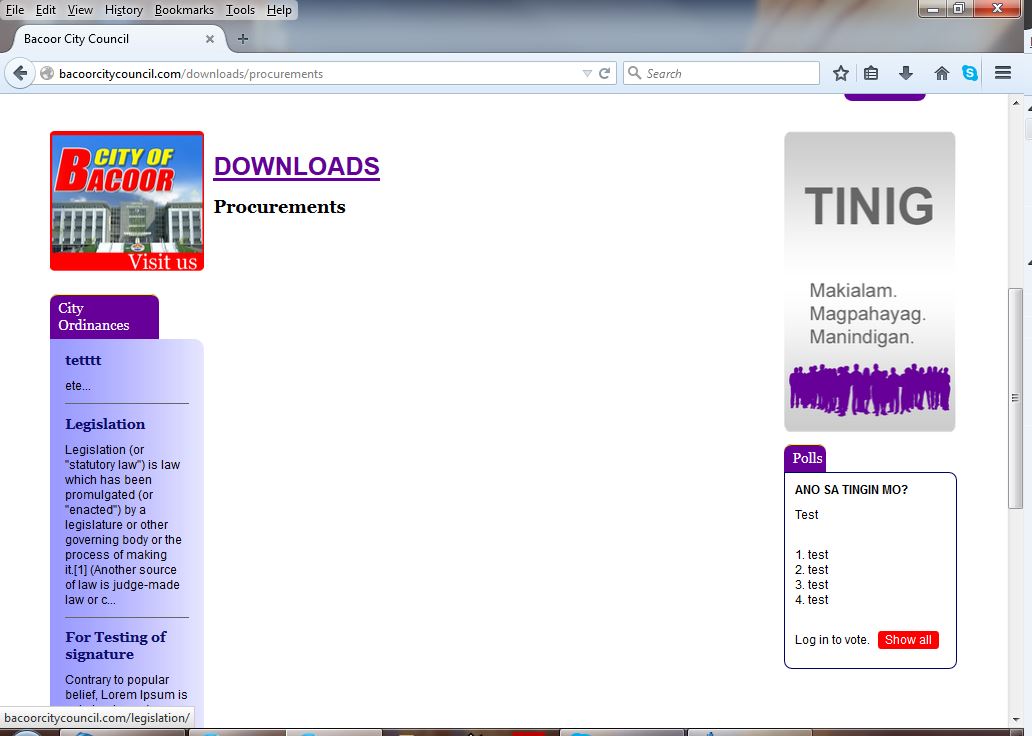 File Edit View History Bookmarks Tools Help
Bacoor City Council
bacoorcitycouncil.com/downloads/procurements
Search
CITY OF
BACOOR
Visit us
DOWNLOADS
Procurements
City
Ordinances
tetttt
ete...
Legislation
Legislation (or
"statutory law") is law
which has been
promulgated (or
"enacted") by a
legislature or other
governing body or the
process of making
it.[1] (Another source
of law is judge-made
law or c...
For Testing of
signature
Contrary to popular
belief, Lorem Ipsum is
TINIG
Makialam.
Magpahayag.
Manindigan.
Polls
ANO SA TINGIN MO?
Test
1. test
2. test
3. test
4. test
Log in to vote. Show all
bacoorcitycouncil.com/legislation/